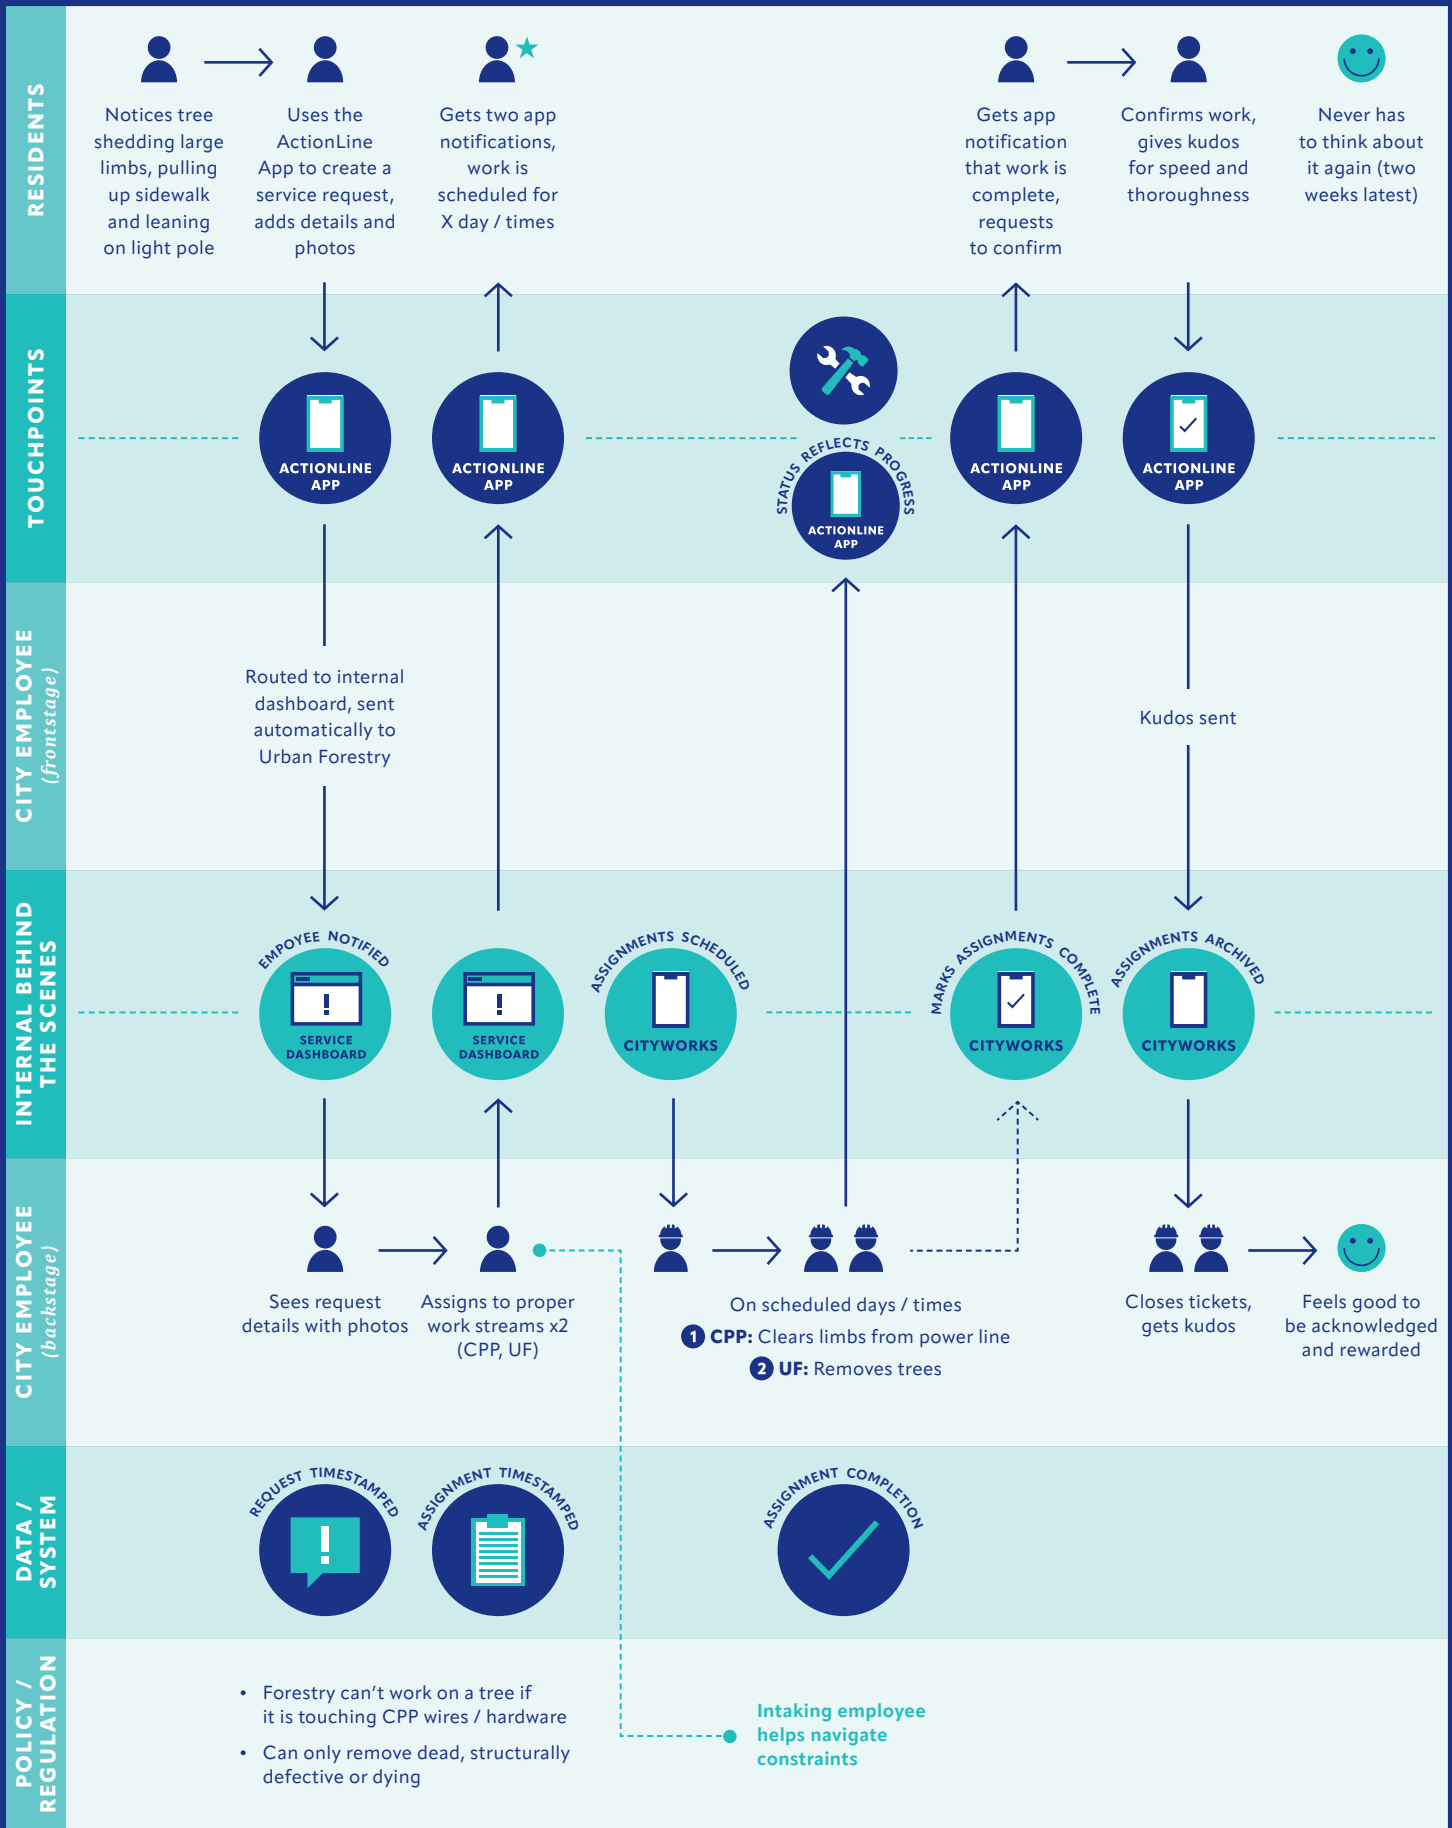 RESIDENTS
Notices tree
shedding large
limbs, pulling
up sidewalk
and leaning
on light pole
Uses the
ActionLine
App to create a
service request,
adds details and
photos
Gets two app
notifications,
work is
scheduled for
X day / times
Gets app
notification
that work is
complete,
requests
to confirm
Confirms work,
gives kudos
for speed and
thoroughness
Never has
to think about
it again (two
weeks latest)
TOUCHPOINTS
ACTIONLINE
APP
ACTIONLINE
APP
STATUS REFLECTS PROGRESS
ACTIONLINE
APP
ACTIONLINE
APP
ACTIONLINE
APP
CITY EMPLOYEE
(frontstage)
Routed to internal
dashboard, sent
automatically to
Urban Forestry
Kudos sent
INTERNAL BEHIND
THE SCENES
EMPOYEE NOTIFIED
SERVICE
DASHBOARD
SERVICE
DASHBOARD
ASSIGNMENTS SCHEDULED
CITYWORKS
MARKS ASSIGNMENTS COMPLETE
CITYWORKS
ASSIGNMENTS ARCHIVED
CITYWORKS
CITY EMPLOYEE
(backstage)
Sees request
details with photos
Assigns to proper
work streams x2
(CPP, UF)
On scheduled days / times
1 CPP: Clears limbs from power line
2 UF: Removes trees
Closes tickets,
gets kudos
Feels good to
be acknowledged
and rewarded
DATA /
SYSTEM
REQUEST TIMESTAMPED
ASSIGNMENT TIMESTAMPED
ASSIGNMENT COMPLETION
POLICY /
REGULATION
• Forestry can't work on a tree if
it is touching CPP wires / hardware
• Can only remove dead, structurally
defective or dying
Intaking employee
helps navigate
constraints